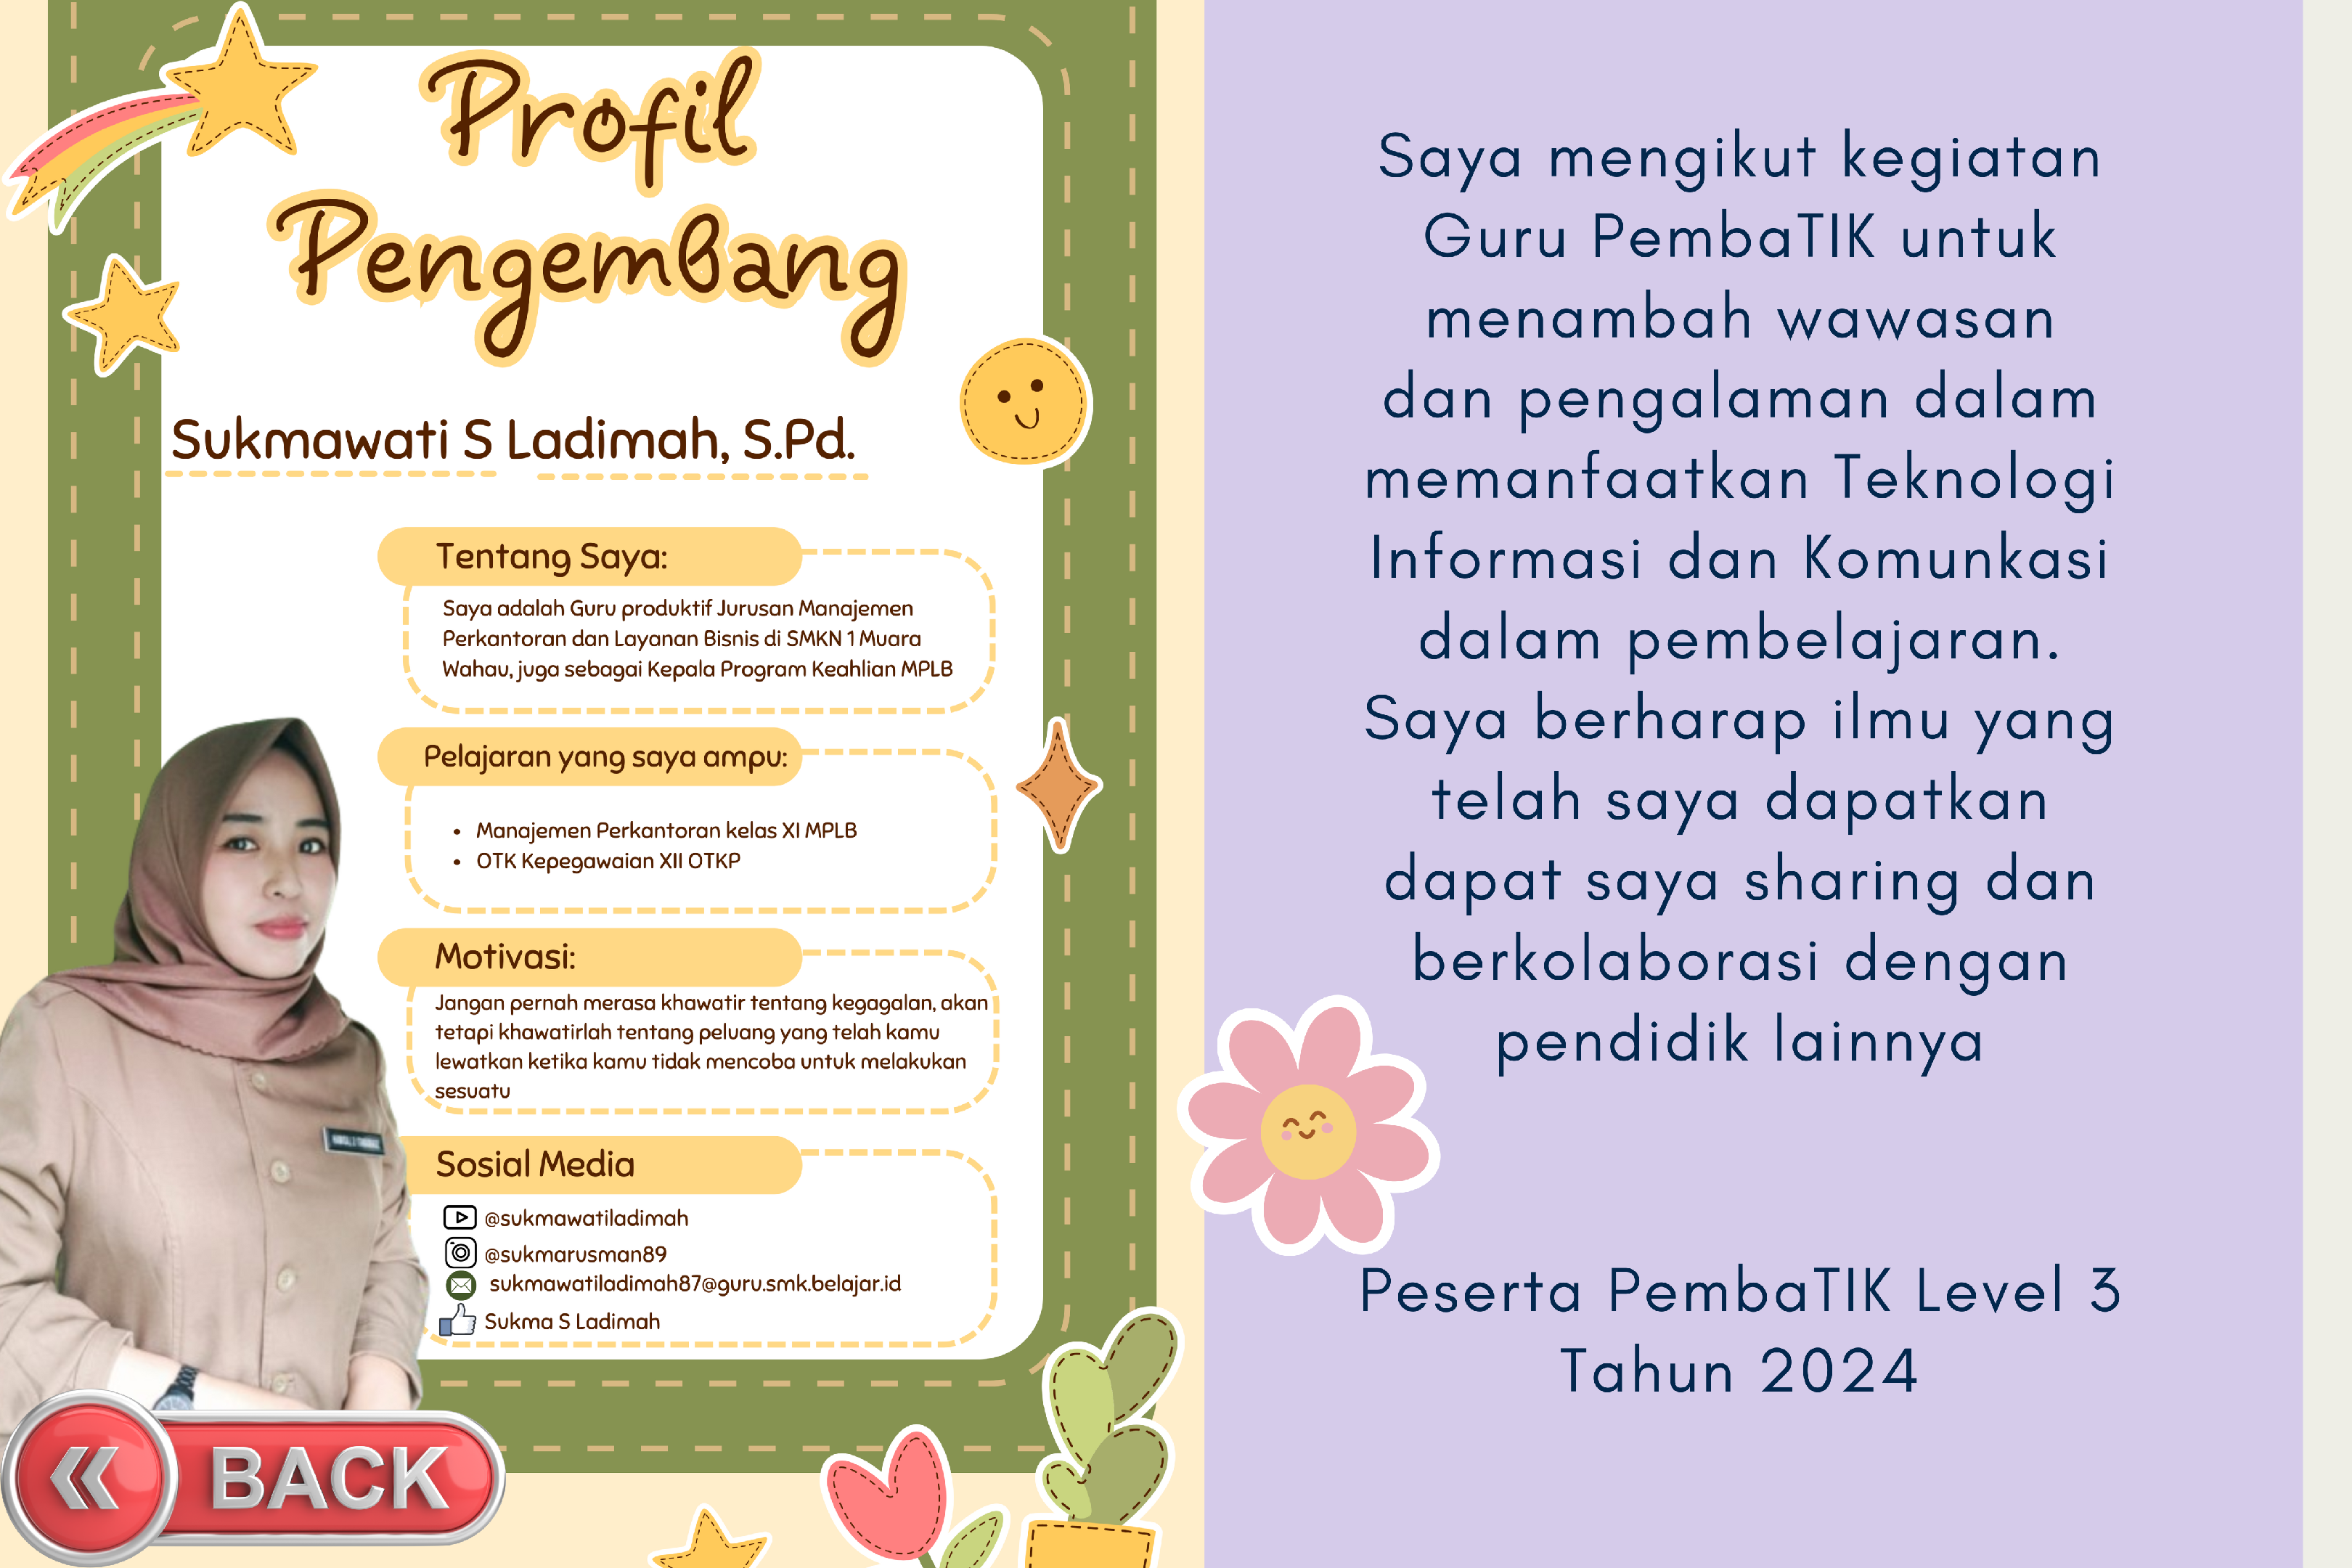 Profil
Pengembang
Sukmawati S Ladimah, S.Pd.
Tentang Saya:
Saya adalah Guru produktif Jurusan Manajemen
Perkantoran dan Layanan Bisnis di SMKN 1 Muara
Wahau, juga sebagai Kepala Program Keahlian MPLB
Pelajaran yang saya ampu:
• Manajemen Perkantoran kelas XI MPLB
• OTK Kepegawaian XII OTKP
Motivasi:
Jangan pernah merasa khawatir tentang kegagalan, akan
tetapi khawatirlah tentang peluang yang telah kamu
lewatkan ketika kamu tidak mencoba untuk melakukan
sesuatu
Sosial Media
@sukmawatiladimah
@sukmarusman89
sukmawatiladimah87@guru.smk.belajar.id
Sukma S Ladimah
BACK
Saya mengikut kegiatan
Guru PembaTIK untuk
menambah wawasan
dan pengalaman dalam
memanfaatkan Teknologi
Informasi dan Komunkasi
dalam pembelajaran.
Saya berharap ilmu yang
telah saya dapatkan
dapat saya sharing dan
berkolaborasi dengan
pendidik lainnya
Peserta PembaTIK Level 3
Tahun 2024